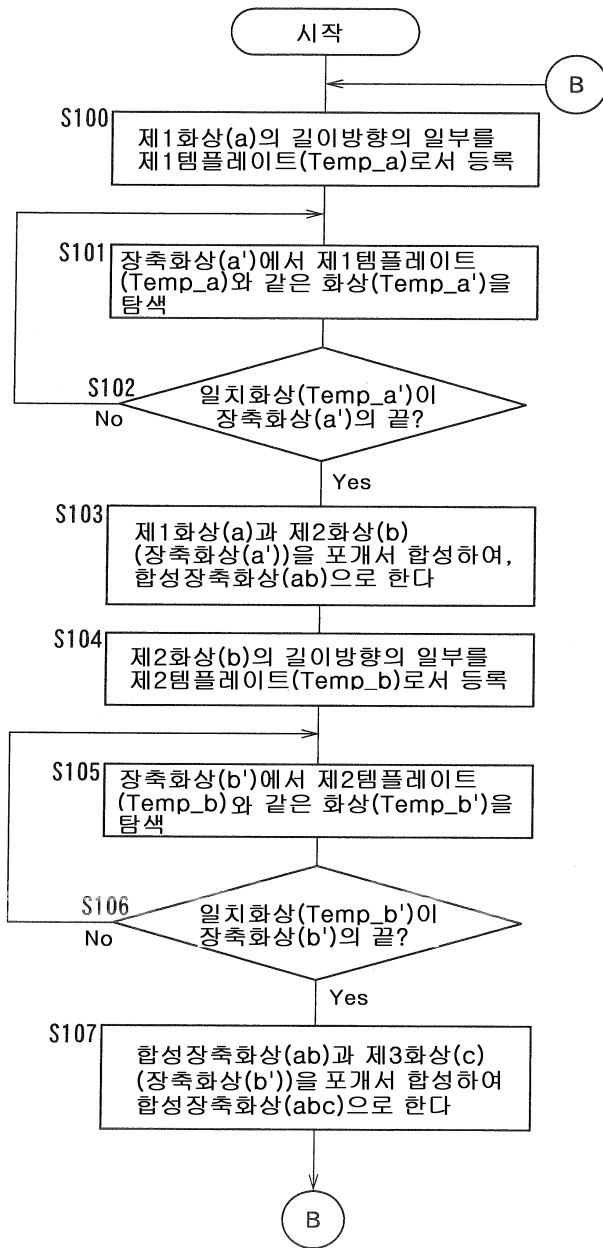 시작
B
S100
제1화상(a)의 길이방향의 일부를
제1템플레이트(Temp_a)로서 등록
S101
장축화상(a')에서 제1템플레이트
(Temp_a)와 같은 화상(Temp_a')을
탐색
S102
일치화상(Temp_a')이
장축화상(a')의 끝?
No
Yes
S103
제1화상(a)과 제2화상(b)
(장축화상(a'))을 포개서 합성하여,
합성장축화상(ab)으로 한다
S104
제2화상(b)의 길이방향의 일부를
제2템플레이트(Temp_b)로서 등록
S105
장축화상(b')에서 제2템플레이트
(Temp_b)와 같은 화상(Temp_b')을
탐색
S106
일치화상(Temp_b')이
장축화상(b')의 끝?
No
Yes
S107
합성장축화상(ab)과 제3화상(c)
(장축화상(b'))을 포개서 합성하여
합성장축화상(abc)으로 한다
B